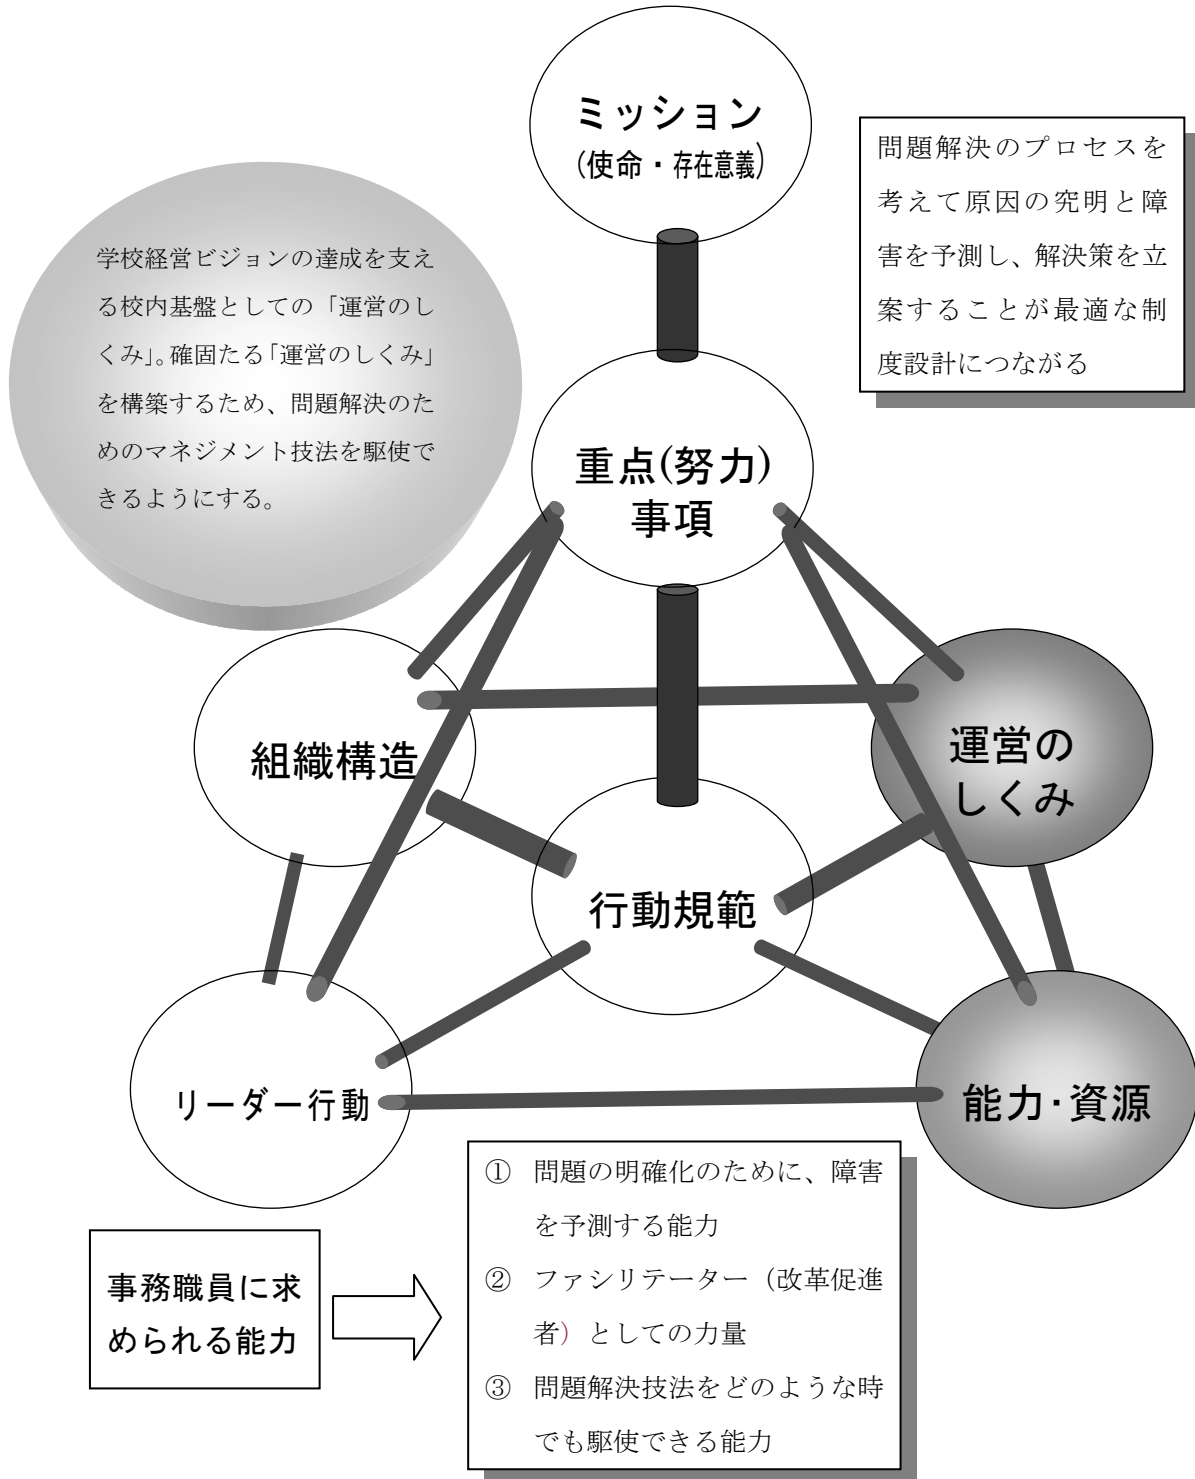 ミッション
(使命・存在意義)
問題解決のプロセスを
考えて原因の究明と障
害を予測し、解決策を立
案することが最適な制
度設計につながる
学校経営ビジョンの達成を支え
る校内基盤としての「運営のし
くみ」。確固たる「運営のしくみ」
を構築するため、問題解決のた
めのマネジメント技法を駆使で
きるようにする。
重点(努力)
事項
組織構造
運営の
しくみ
行動規範
リーダー行動
能力・資源
事務職員に求
められる能力
① 問題の明確化のために、障害
を予測する能力
② ファシリテーター（改革促進
者）としての力量
③ 問題解決技法をどのような時
でも駆使できる能力